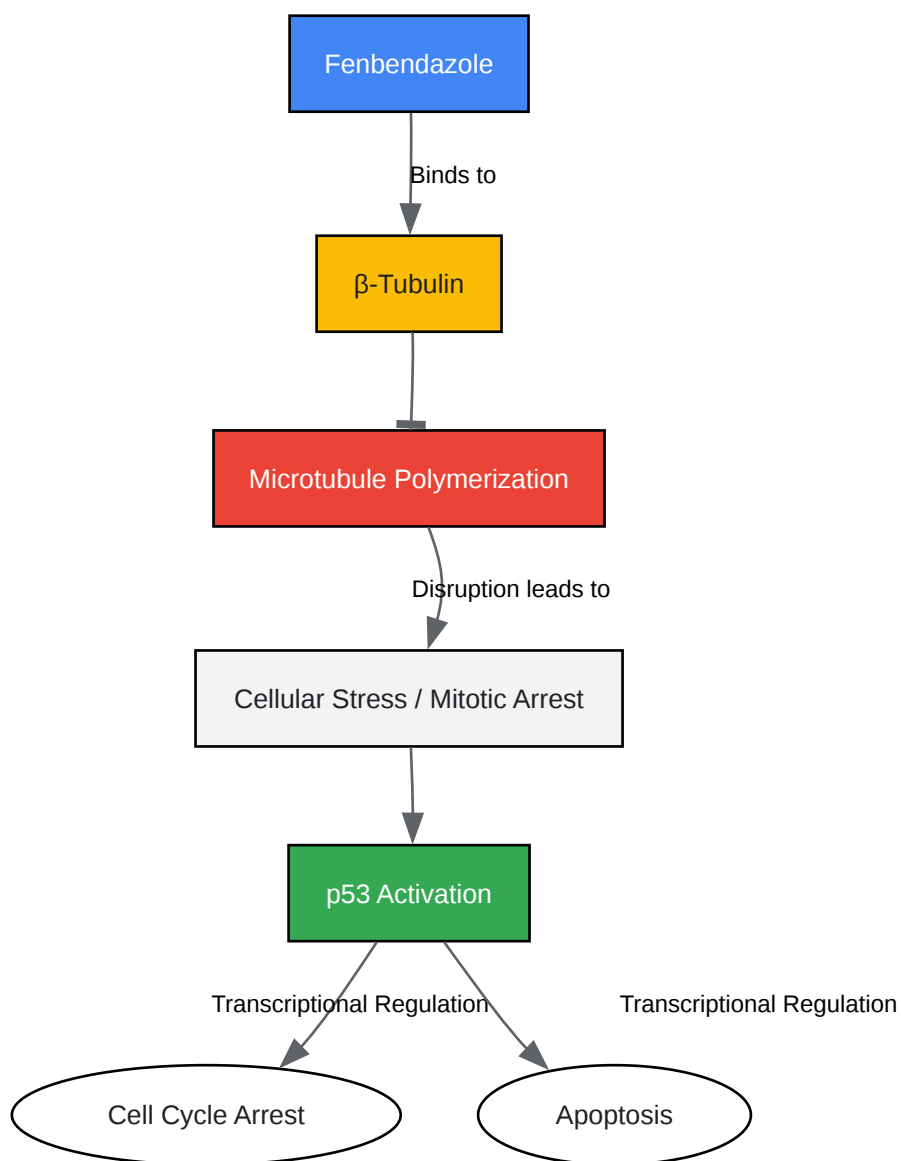 Fenbendazole
Binds to
β-Tubulin
Microtubule Polymerization
Disruption leads to
Cellular Stress / Mitotic Arrest
p53 Activation
Transcriptional Regulation
Transcriptional Regulation
Cell Cycle Arrest
Apoptosis